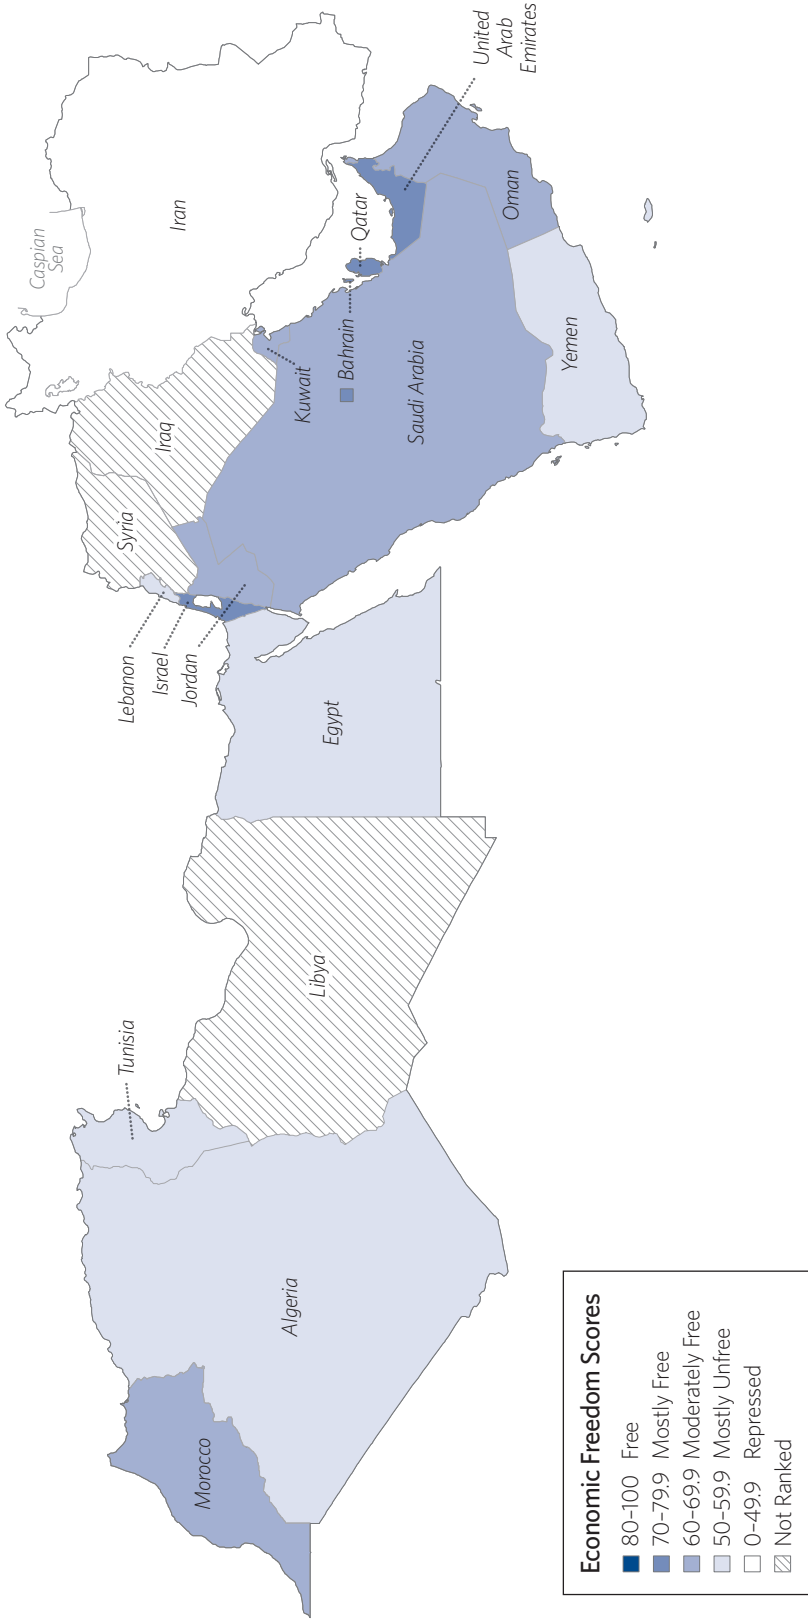 Morocco
Algeria
Tunisia
Libya
Egypt
Lebanon
Israel
Jordan
Syria
Iraq
Kuwait
Bahrain
Saudi Arabia
Qatar
Yemen
Oman
United
Arab
Emirates
Iran
Caspian
Sea
Economic Freedom Scores
80–100 Free
70–79.9 Mostly Free
60–69.9 Moderately Free
50–59.9 Mostly Unfree
0–49.9 Repressed
Not Ranked